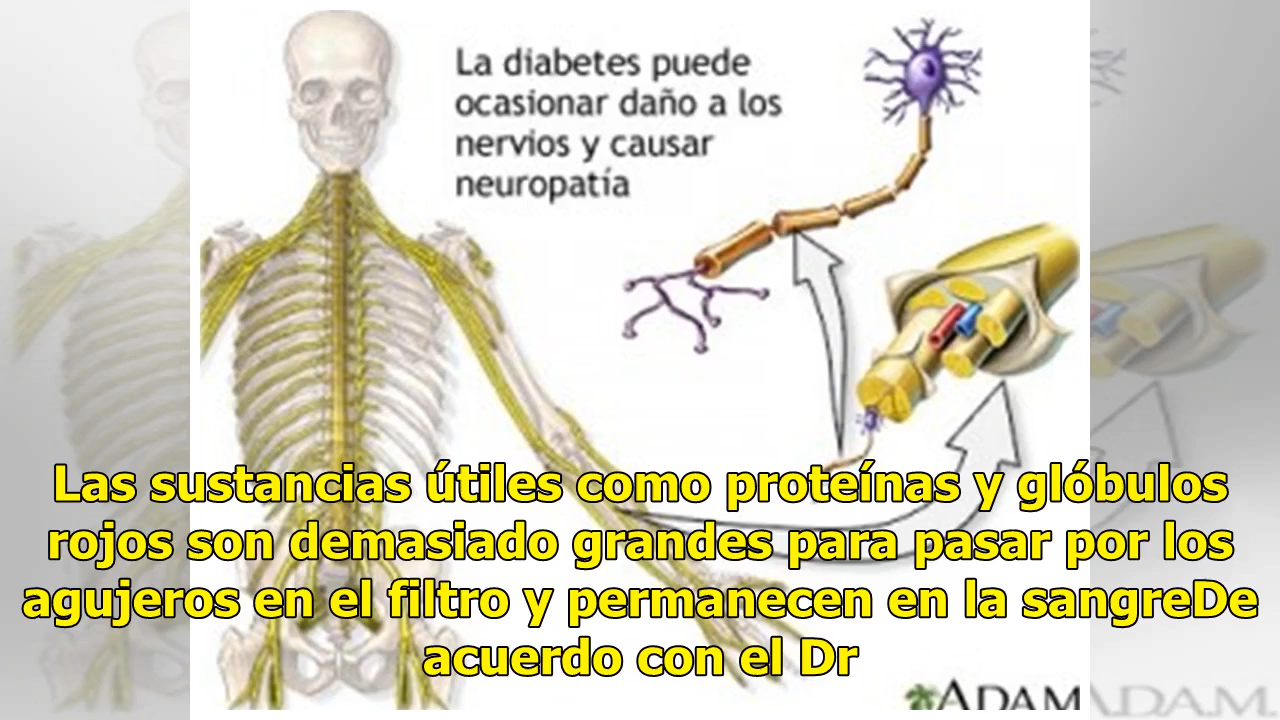 La diabetes puede
ocasionar daño a los
nervios y causar
neuropatía
Las sustancias útiles como proteínas y glóbulos
rojos son demasiado grandes para pasar por los
agujeros en el filtro y permanecen en la sangreDe
acuerdo con el Dr
ADAM
A.D.A.M.